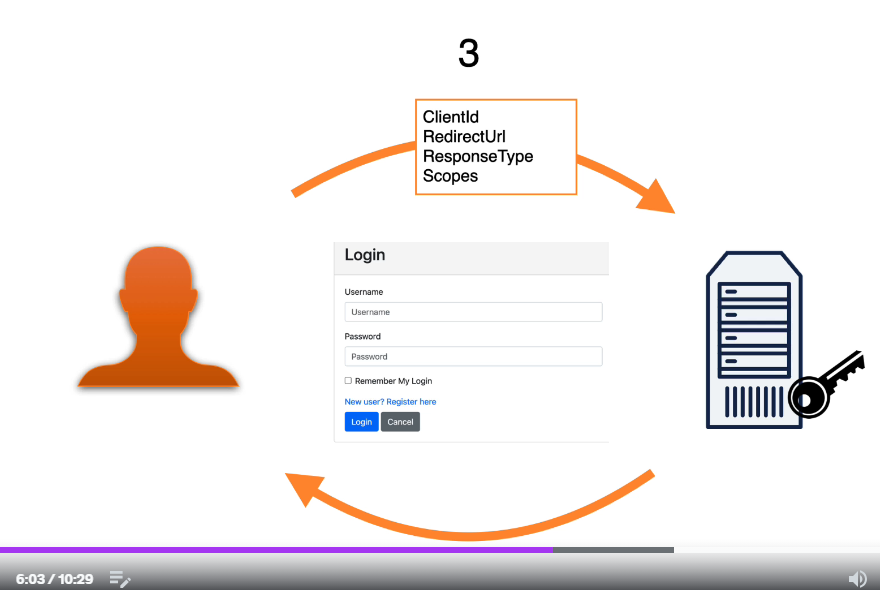 3
ClientId
RedirectUrl
ResponseType
Scopes
Login
Username
Username
Password
Password
Remember My Login
New user? Register here
Login Cancel
6:03 / 10:29